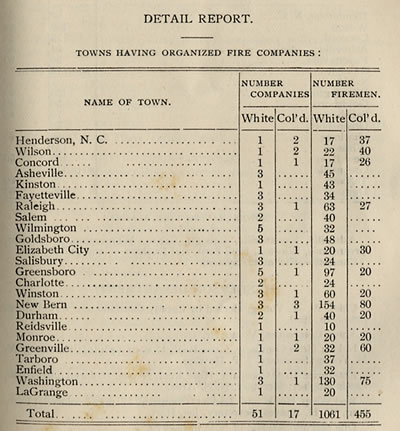 DETAIL REPORT.
TOWNS HAVING ORGANIZED FIRE COMPANIES:
NAME OF TOWN. NUMBER COMPANIES NUMBER FIREMEN.
White Col'd. White Col'd.
Henderson, N. C. 1 2 17 37
Wilson 1 2 22 40
Concord 1 1 17 26
Asheville 3 45
Kinston 1 43
Fayetteville 3 34
Raleigh 3 1 63 27
Salem 2 40
Wilmington 5 32
Goldsboro 3 48
Elizabeth City 1 1 20 30
Salisbury 3 24
Greensboro 5 1 97 20
Charlotte 2 24
Winston 3 1 60 20
New Bern 3 3 154 80
Durham 2 1 40 20
Reidsville 1 10
Monroe 1 1 20 20
Greenville 1 2 32 60
Tarboro 1 37
Enfield 1 32
Washington 3 1 130 75
LaGrange 1 20
Total 51 17 1061 455